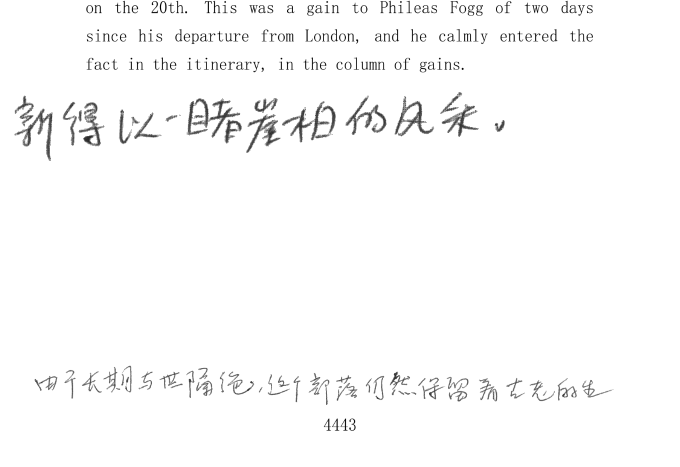 on the 20th. This was a gain to Phileas Fogg of two days
since his departure from London, and he calmly entered the
fact in the itinerary, in the column of gains.
得以一睹崖柏的风采。
由于长期与世隔绝,这个部落仍然保留着古老的生
4443